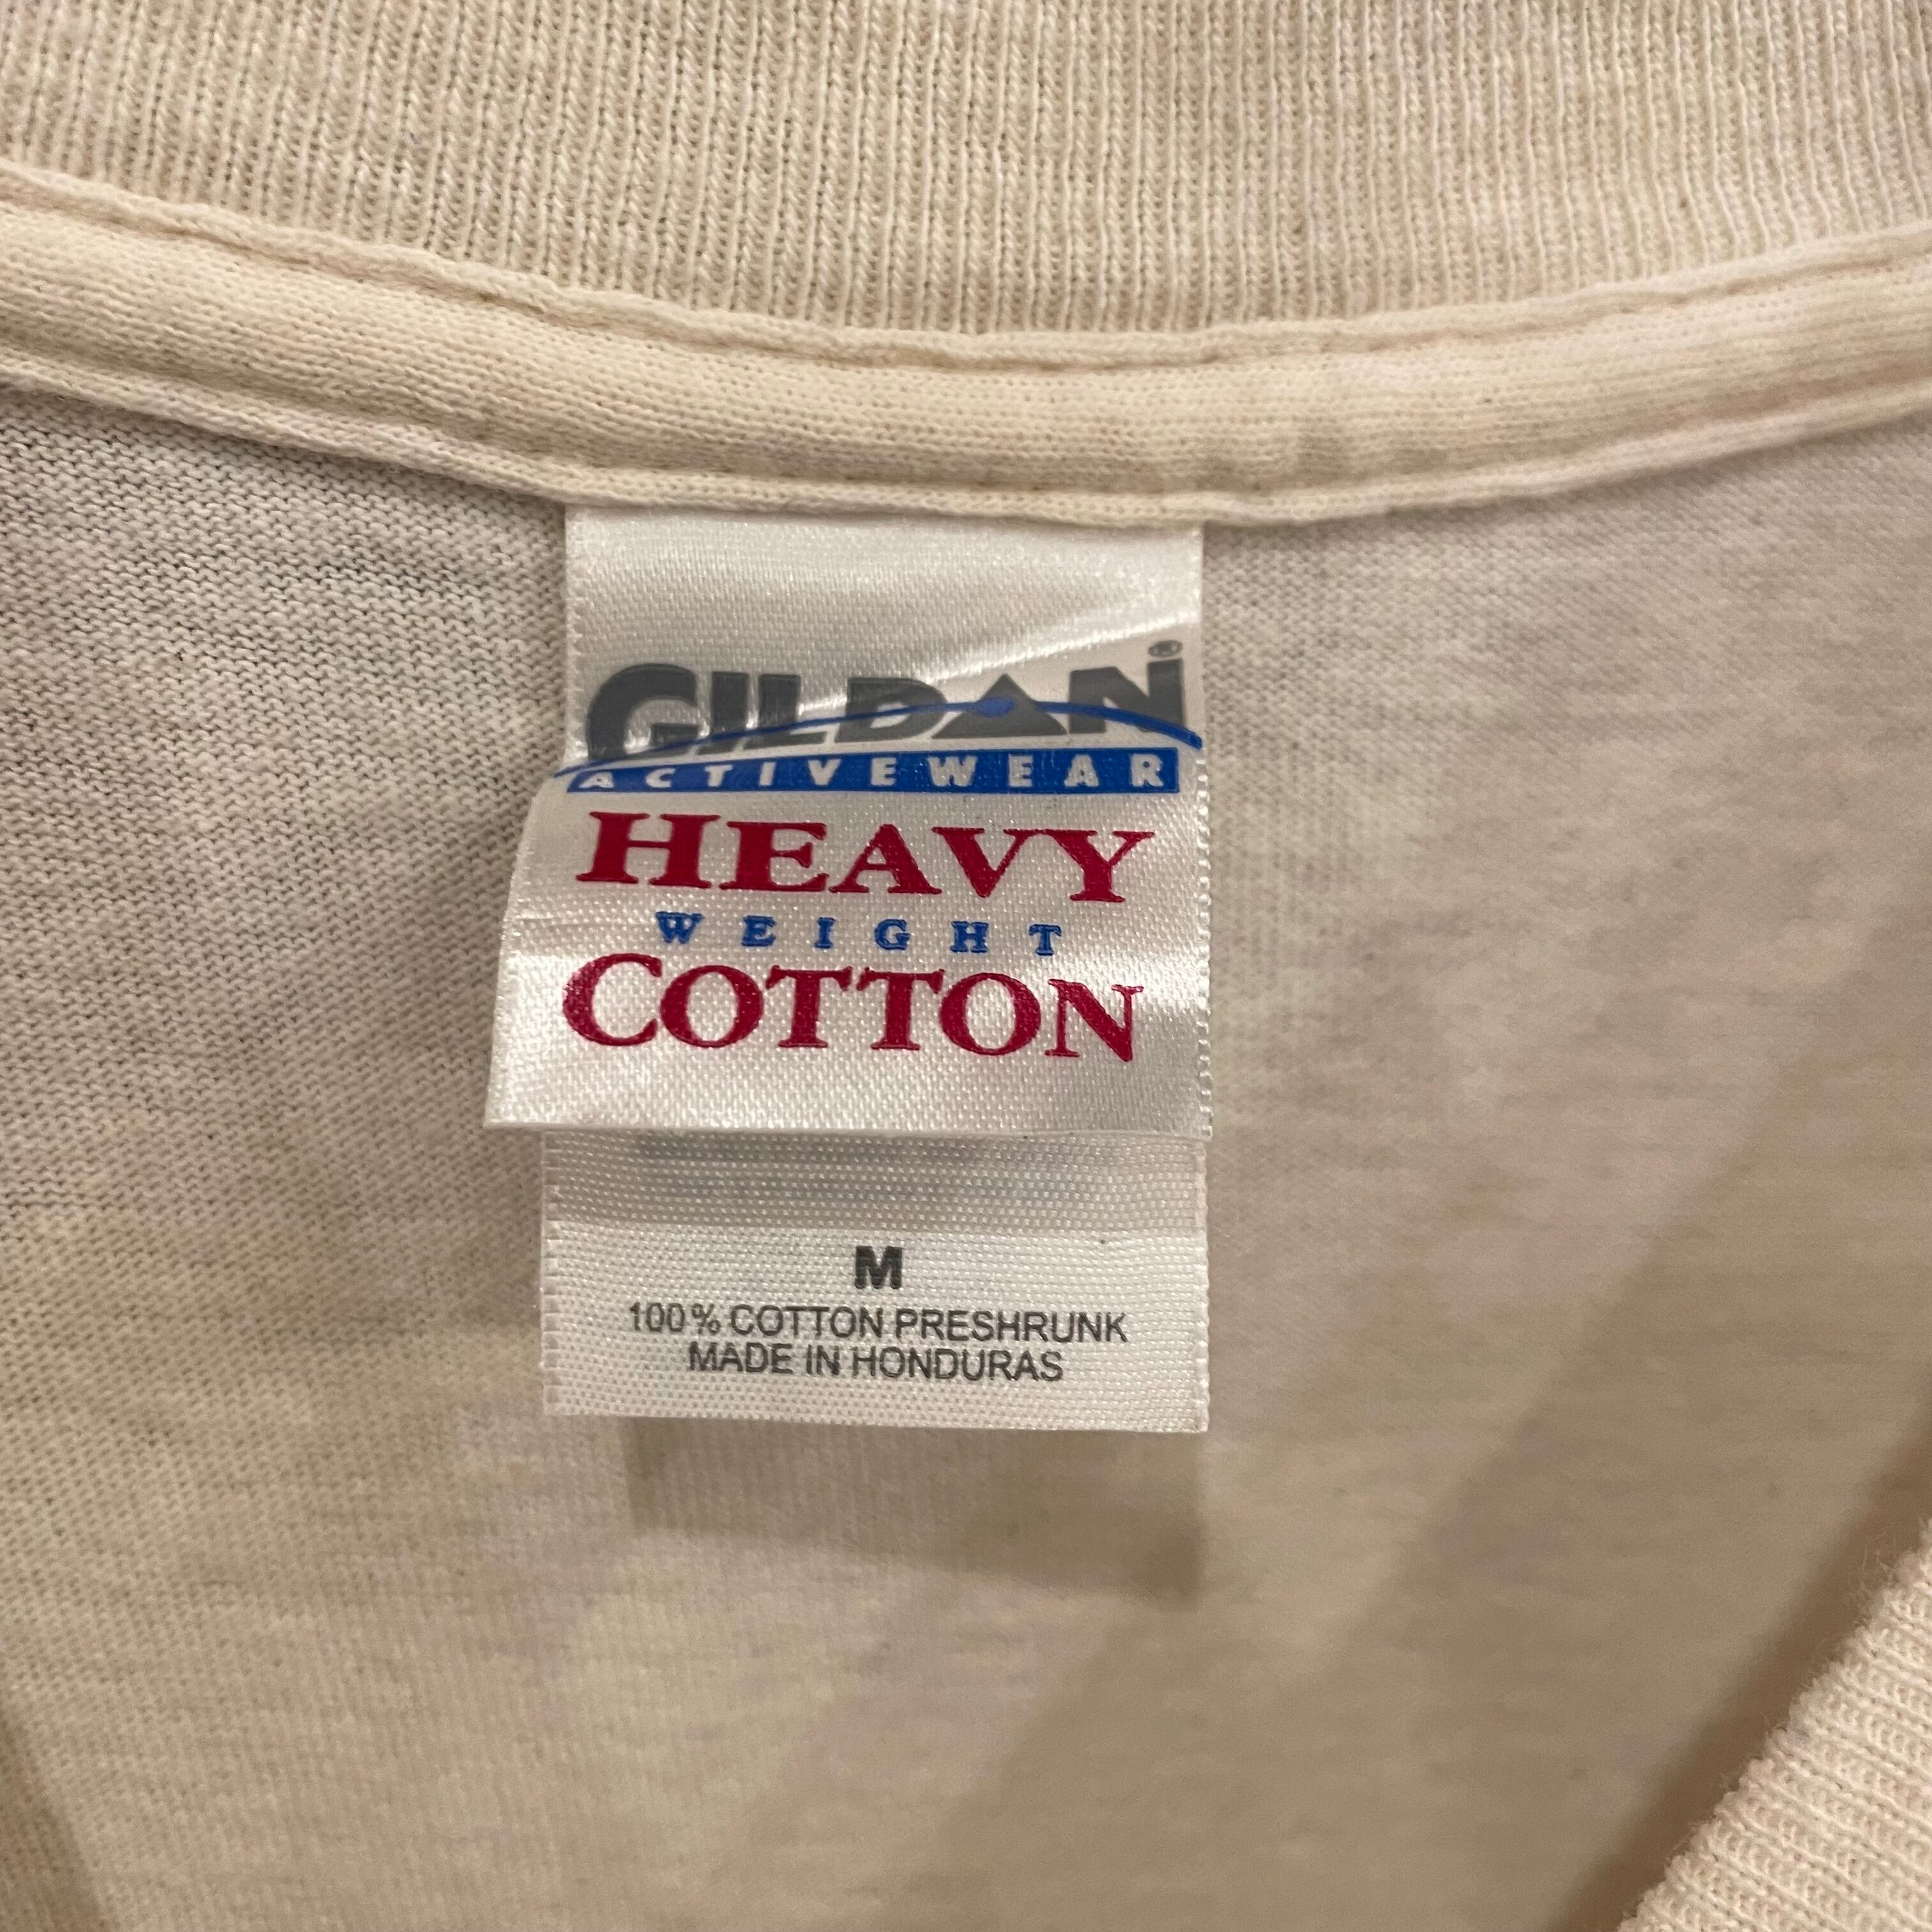 GILDAN®
ACTIVEWEAR
HEAVY
WEIGHT
COTTON
M
100% COTTON PRESHRUNK
MADE IN HONDURAS